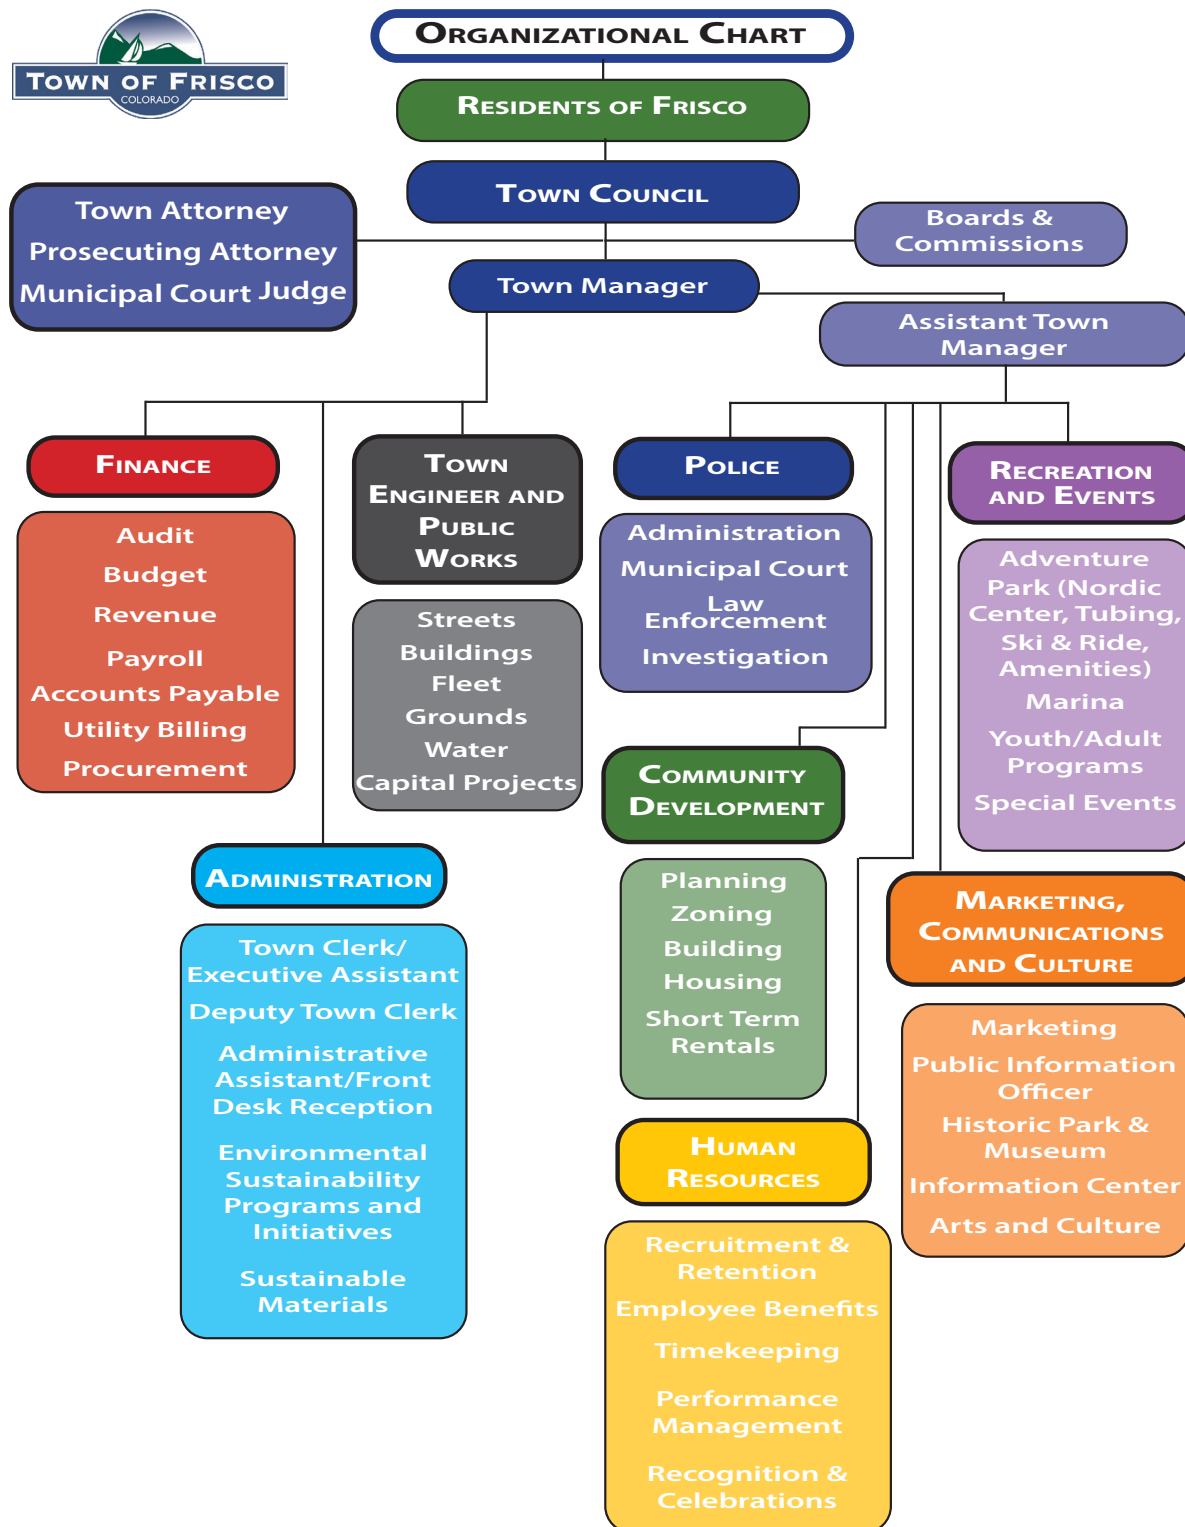 ORGANIZATIONAL CHART
TOWN OF FRISCO
COLORADO
RESIDENTS OF FRISCO
TOWN COUNCIL
Town Attorney
Prosecuting Attorney
Municipal Court Judge
Boards &
Commissions
Town Manager
Assistant Town
Manager
FINANCE
Audit
Budget
Revenue
Payroll
Accounts Payable
Utility Billing
Procurement
TOWN
ENGINEER AND
PUBLIC
WORKS
Streets
Buildings
Fleet
Grounds
Water
Capital Projects
POLICE
Administration
Municipal Court
Law
Enforcement
Investigation
RECREATION
AND EVENTS
Adventure
Park (Nordic
Center, Tubing,
Ski & Ride,
Amenities)
Marina
Youth/Adult
Programs
Special Events
COMMUNITY
DEVELOPMENT
Planning
Zoning
Building
Housing
Short Term
Rentals
ADMINISTRATION
Town Clerk/
Executive Assistant
Deputy Town Clerk
Administrative
Assistant/Front
Desk Reception
Environmental
Sustainability
Programs and
Initiatives
Sustainable
Materials
MARKETING,
COMMUNICATIONS
AND CULTURE
Marketing
Public Information
Officer
Historic Park &
Museum
Information Center
Arts and Culture
HUMAN
RESOURCES
Recruitment &
Retention
Employee Benefits
Timekeeping
Performance
Management
Recognition &
Celebrations